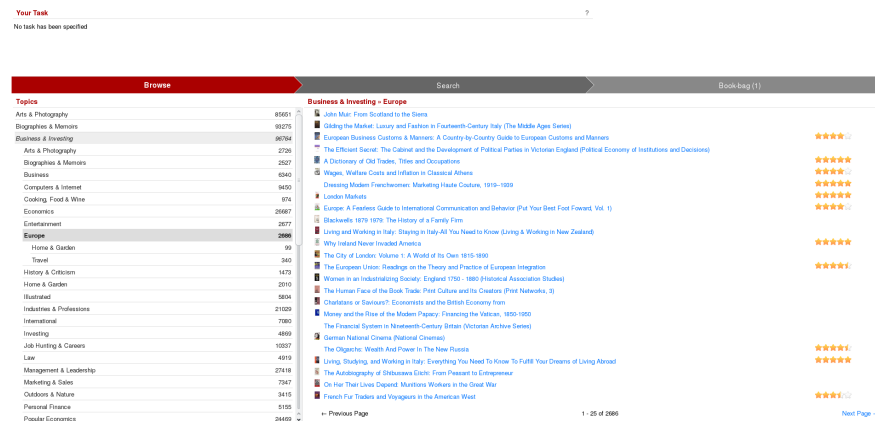 Your Task
?
No task has been specified
Browse
Search
Book-bag (1)
Topics
Arts & Photography 85651
Biographies & Memoirs 93275
Business & Investing 96794
Arts & Photography 2726
Biographies & Memoirs 2527
Business 6340
Computers & Internet 9450
Cooking, Food & Wine 974
Economics 26687
Entertainment 2677
Europe 2686
Home & Garden 99
Travel 340
History & Criticism 1473
Home & Garden 2010
Illustrated 5804
Industries & Professions 21029
International 7080
Investing 4869
Job Hunting & Careers 10337
Law 4919
Management & Leadership 27418
Marketing & Sales 7347
Outdoors & Nature 3415
Personal Finance 5155
Popular Economics 24469
Business & Investing » Europe
John Muir: From Scotland to the Sierra
Gilding the Market: Luxury and Fashion in Fourteenth-Century Italy (The Middle Ages Series)
European Business Customs & Manners: A Country-by-Country Guide to European Customs and Manners
The Efficient Secret: The Cabinet and the Development of Political Parties in Victorian England (Political Economy of Institutions and Decisions)
A Dictionary of Old Trades, Titles and Occupations
Wages, Welfare Costs and Inflation in Classical Athens
Dressing Modern Frenchwomen: Marketing Haute Couture, 1919-1939
London Markets
Europe: A Fearless Guide to International Communication and Behavior (Put Your Best Foot Foward, Vol. 1)
Blackwells 1879 1979: The History of a Family Firm
Living and Working in Italy: Staying in Italy-All You Need to Know (Living & Working in New Zealand)
Why Ireland Never Invaded America
The City of London: Volume 1: A World of Its Own 1815-1890
The European Union: Readings on the Theory and Practice of European Integration
Women in an Industrializing Society: England 1750 - 1880 (Historical Association Studies)
The Human Face of the Book Trade: Print Culture and Its Creators (Print Networks, 3)
Charlatans or Saviours?: Economists and the British Economy from
Money and the Rise of the Modern Papacy: Financing the Vatican, 1850-1950
The Financial System in Nineteenth-Century Britain (Victorian Archive Series)
German National Cinema (National Cinemas)
The Oligarchs: Wealth And Power In The New Russia
Living, Studying, and Working in Italy: Everything You Need To Know To Fulfill Your Dreams of Living Abroad
The Autobiography of Shibusawa Eiichi: From Peasant to Entrepreneur
On Her Their Lives Depend: Munitions Workers in the Great War
French Fur Traders and Voyageurs in the American West
← Previous Page
1 - 25 of 2686
Next Page